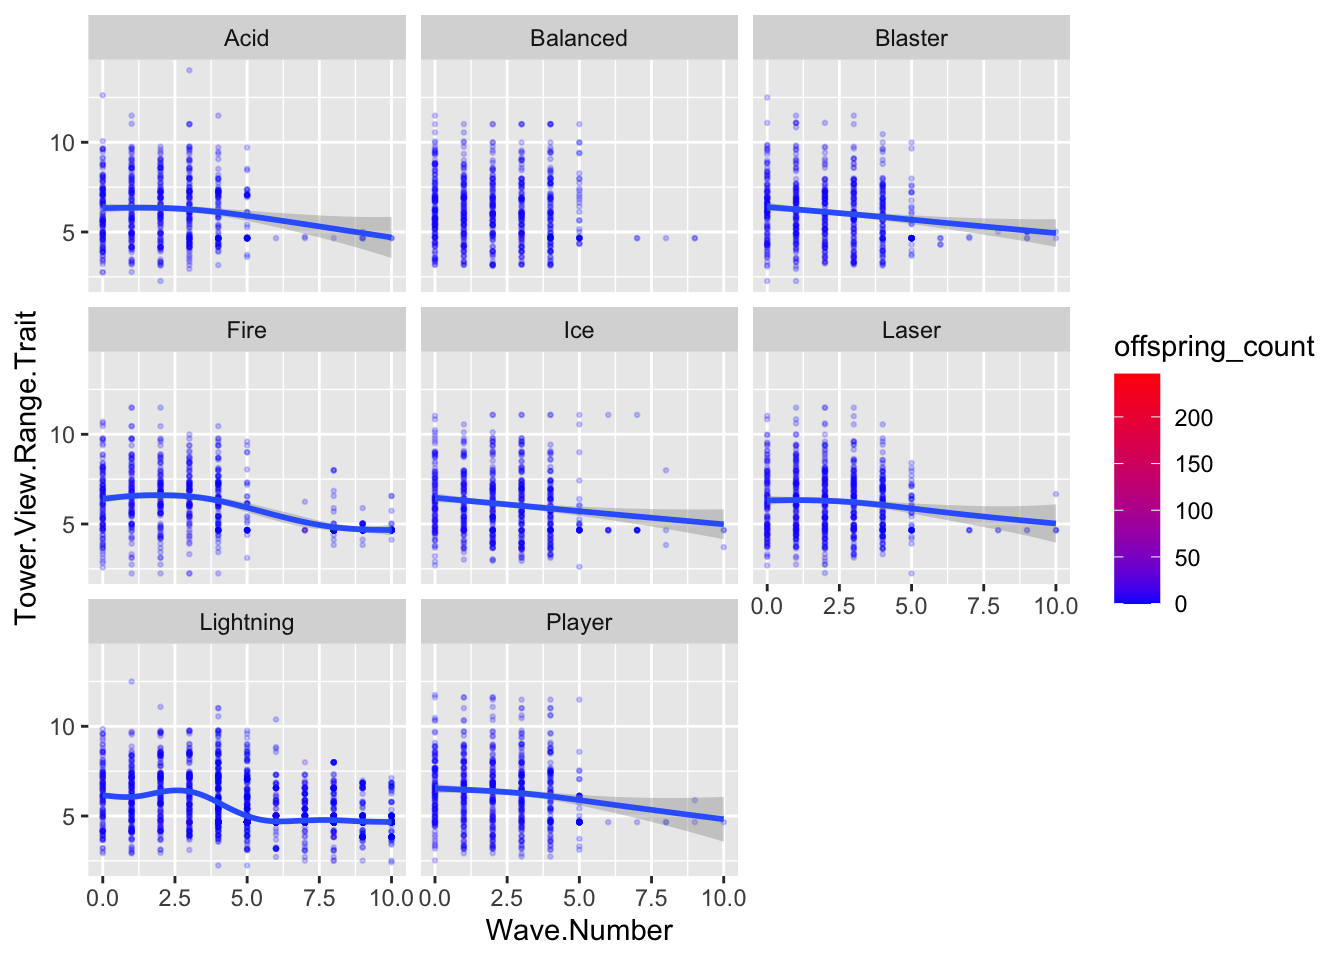 Acid Balanced Blaster
10
5
Fire Ice Laser
10
5
0.0 2.5 5.0 7.5 10.0
Lightning Player
10
5
0.0 2.5 5.0 7.5 10.0 0.0 2.5 5.0 7.5 10.0
Wave.Number
Tower.View.Range.Trait
offspring_count
200
150
100
50
0